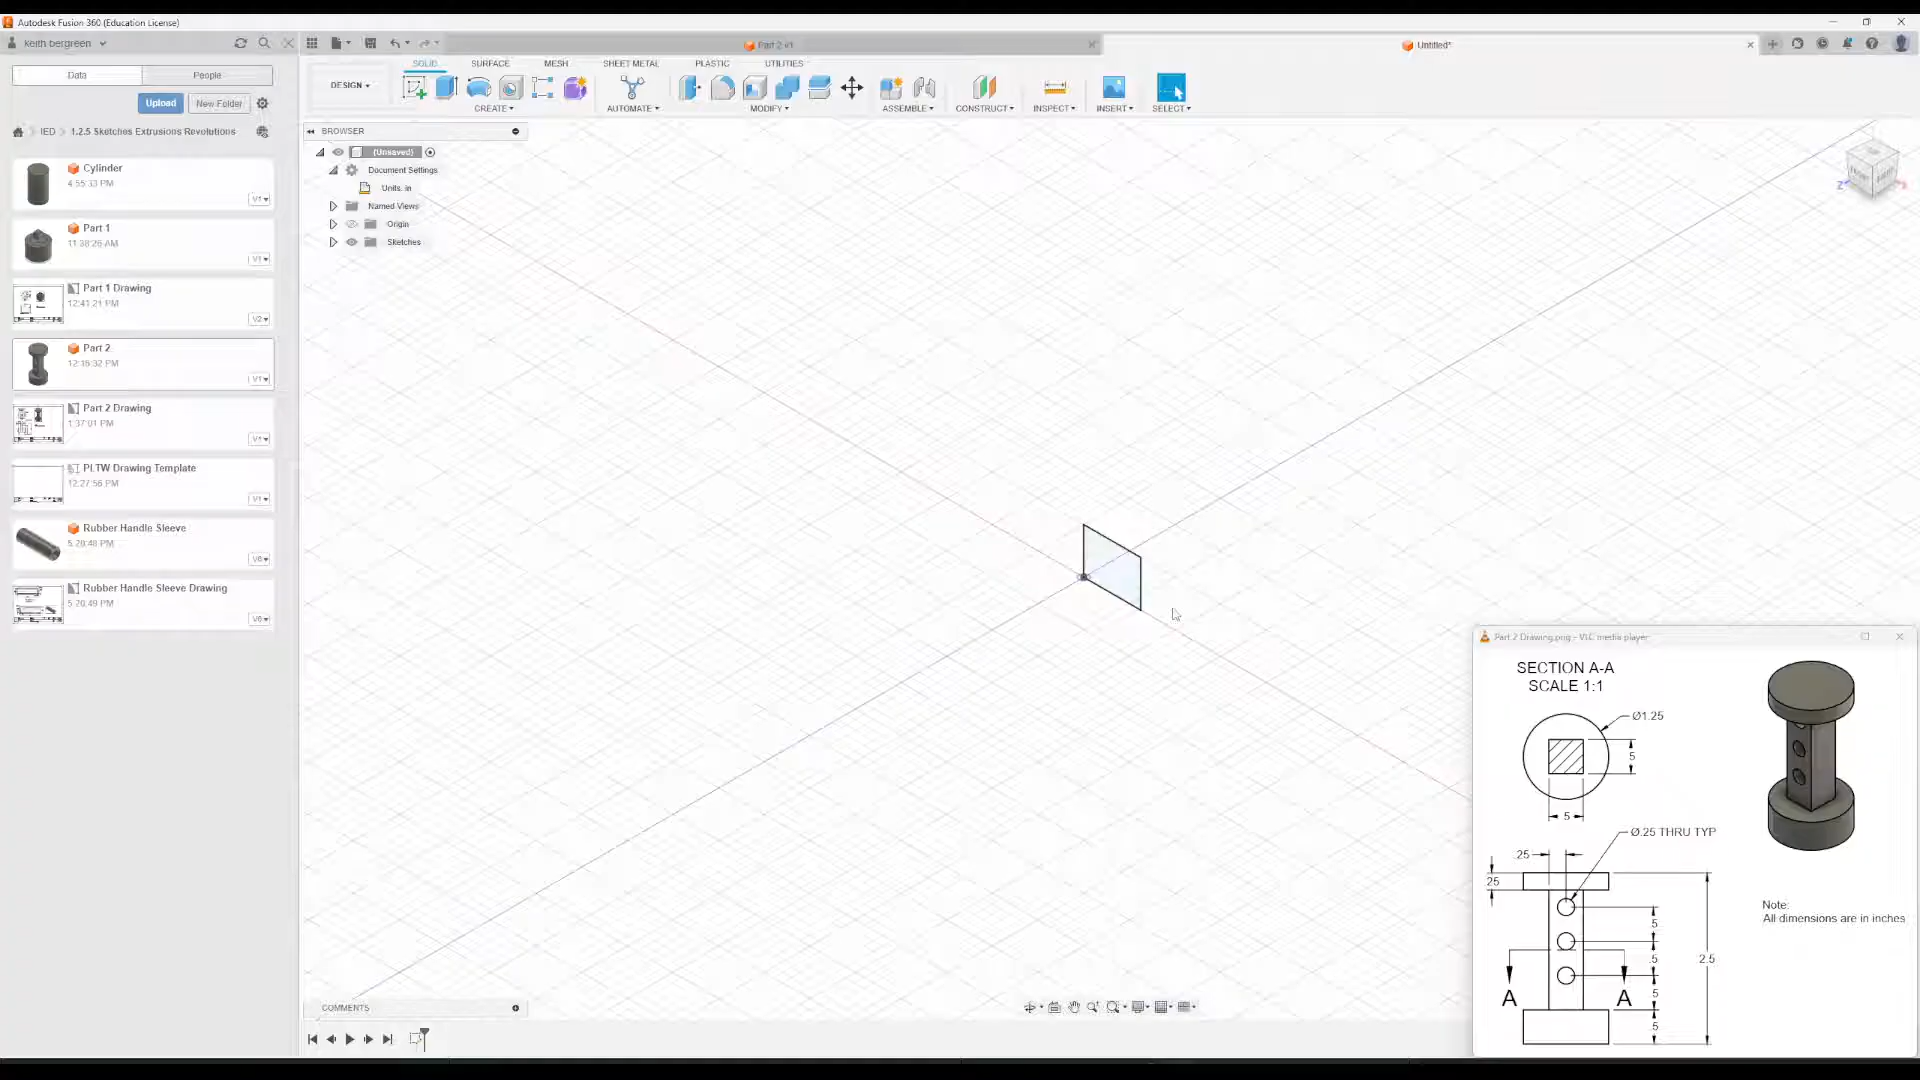 Autodesk Fusion 360 (Education License)
keith bergreen
Part 2 v1
Untitled*
Data
People
Upload
New Folder
IED
1.2.5 Sketches Extrusions Revolutions
Cylinder
4:55:33 PM
V1
Part 1
11:38:26 AM
V1
Part 1 Drawing
12:41:21 PM
V2
Part 2
12:16:32 PM
V1
Part 2 Drawing
1:37:01 PM
V1
PLTW Drawing Template
12:27:56 PM
V1
Rubber Handle Sleeve
5:20:48 PM
V6
Rubber Handle Sleeve Drawing
5:20:49 PM
V6
DESIGN
SOLID
SURFACE
MESH
SHEET METAL
PLASTIC
UTILITIES
CREATE
AUTOMATE
MODIFY
ASSEMBLE
CONSTRUCT
INSPECT
INSERT
SELECT
BROWSER
(Unsaved)
Document Settings
Units: in
Named Views
Origin
Sketches
Z
COMMENTS
Part 2 Drawing.png - VLC media player
SECTION A-A
SCALE 1:1
Ø1.25
5
5
Ø.25 THRU TYP
.25
25
5
.5
5
5
2.5
A
A
Note:
All dimensions are in inches